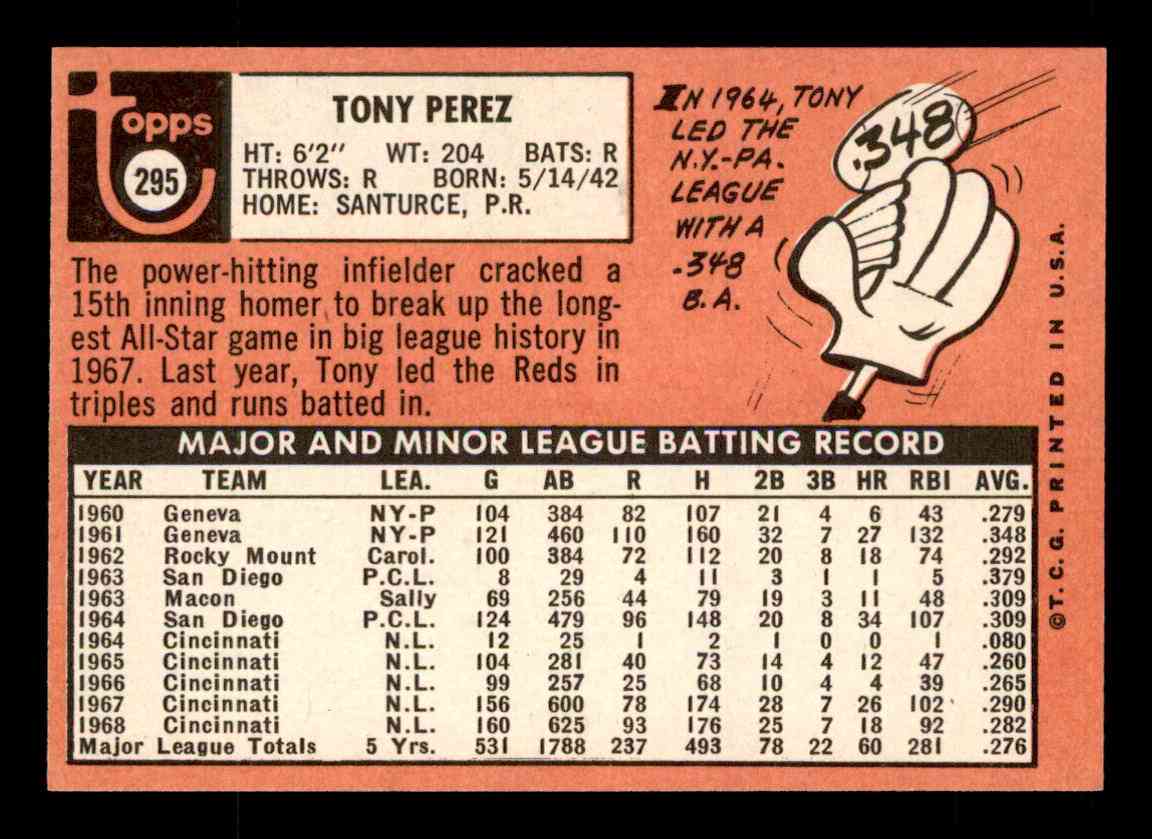 topps
295
TONY PEREZ
HT: 6'2" WT: 204 BATS: R
THROWS: R BORN: 5/14/42
HOME: SANTURCE, P.R.
IN 1964, TONY
LED THE
N.Y.-PA.
LEAGUE
WITH A
.348
B.A.
.348
The power-hitting infielder cracked a
15th inning homer to break up the long-
est All-Star game in big league history in
1967. Last year, Tony led the Reds in
triples and runs batted in.
MAJOR AND MINOR LEAGUE BATTING RECORD
YEAR TEAM LEA. G AB R H 2B 3B HR RBI AVG.
1960 Geneva NY-P 104 384 82 107 21 4 6 43 .279
1961 Geneva NY-P 121 460 110 160 32 7 27 132 .348
1962 Rocky Mount Carol. 100 384 72 112 20 8 18 74 .292
1963 San Diego P.C.L. 8 29 4 11 3 1 1 5 .379
1963 Macon Sally 69 256 44 79 19 3 11 48 .309
1964 San Diego P.C.L. 124 479 96 148 20 8 34 107 .309
1964 Cincinnati N.L. 12 25 1 2 1 0 0 1 .080
1965 Cincinnati N.L. 104 281 40 73 14 4 12 47 .260
1966 Cincinnati N.L. 99 257 25 68 10 4 4 39 .265
1967 Cincinnati N.L. 156 600 78 174 28 7 26 102 .290
1968 Cincinnati N.L. 160 625 93 176 25 7 18 92 .282
Major League Totals 5 Yrs. 531 1788 237 493 78 22 60 281 .276
©T. C. G. PRINTED IN U.S.A.